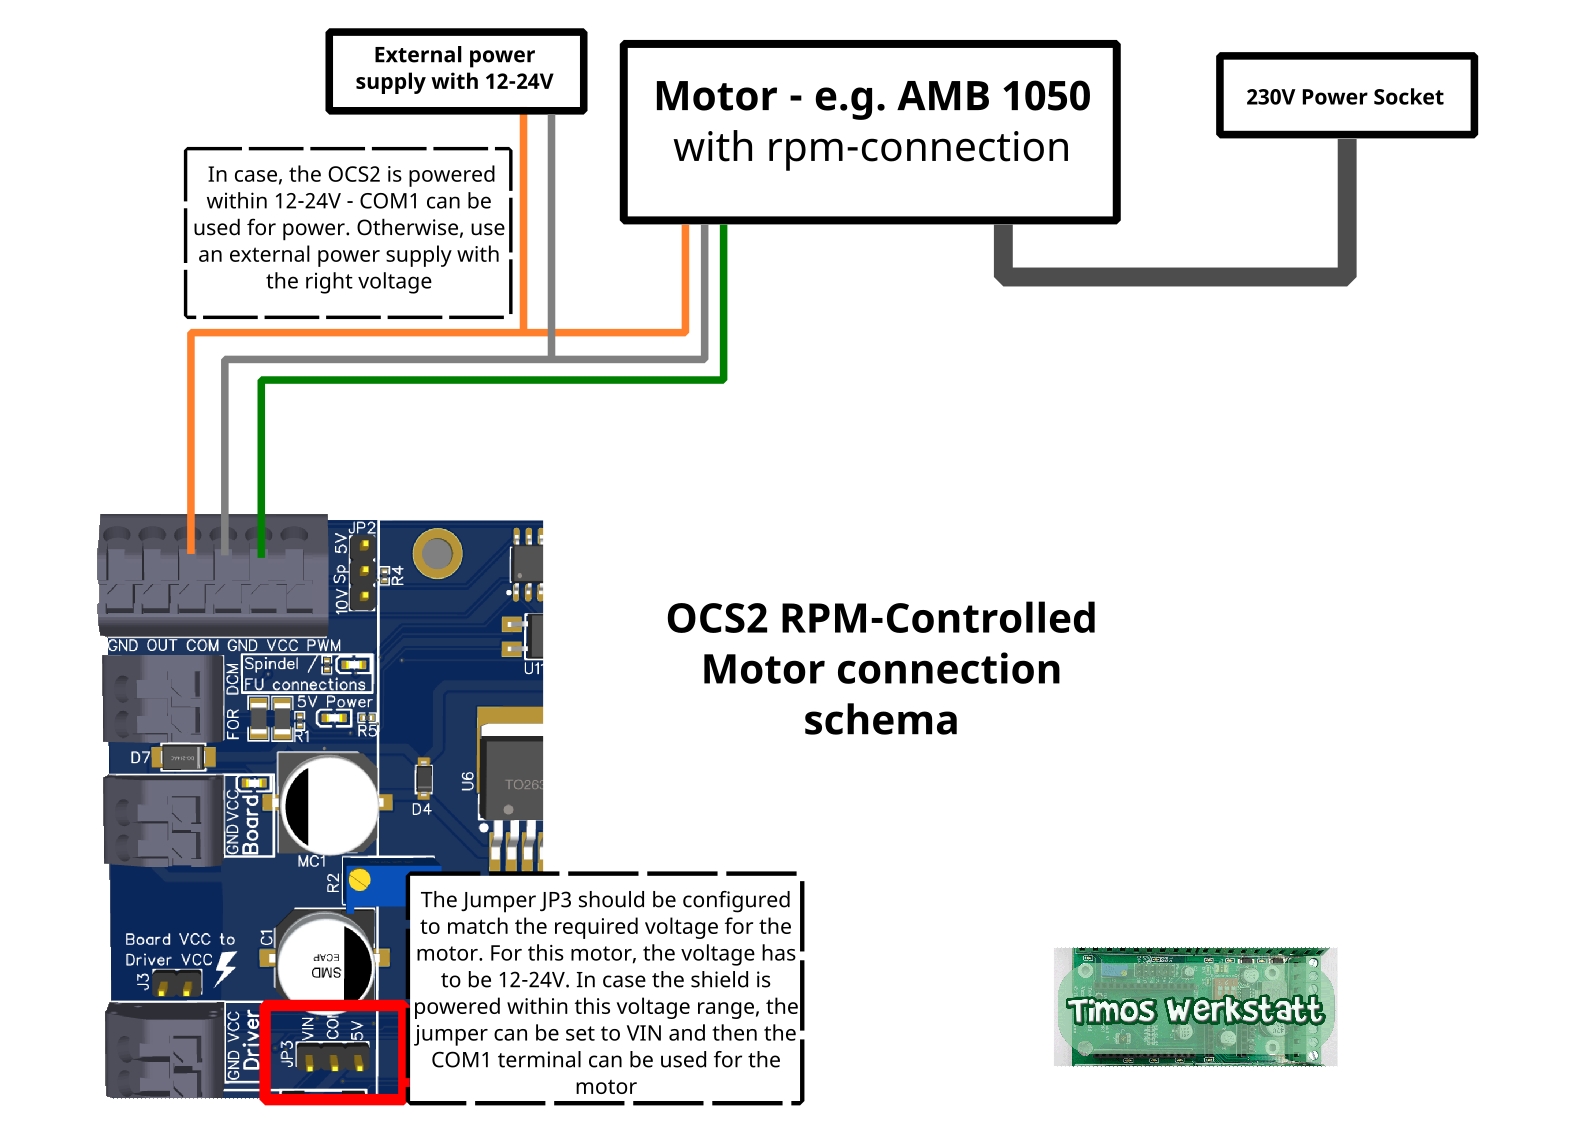 External power
supply with 12-24V
Motor - e.g. AMB 1050
with rpm-connection
230V Power Socket
In case, the OCS2 is powered
within 12-24V - COM1 can be
used for power. Otherwise, use
an external power supply with
the right voltage
JP2
5V
Sp
10V
R4
GND OUT COM GND VCC PWM
U11
DCM
Spindel /
FU connections
FOR
5V Power
R1
R5
D7
U6
TO263
D4
GND VCC
Board
MC1
R2
OCS2 RPM-Controlled
Motor connection
schema
The Jumper JP3 should be configured
to match the required voltage for the
motor. For this motor, the voltage has
to be 12-24V. In case the shield is
powered within this voltage range, the
jumper can be set to VIN and then the
COM1 terminal can be used for the
motor
Board VCC to
Driver VCC
J3
C1
SMD
ECAP
GND VCC
Driver
JP3
VIN
COM
5V
Timos Werkstatt